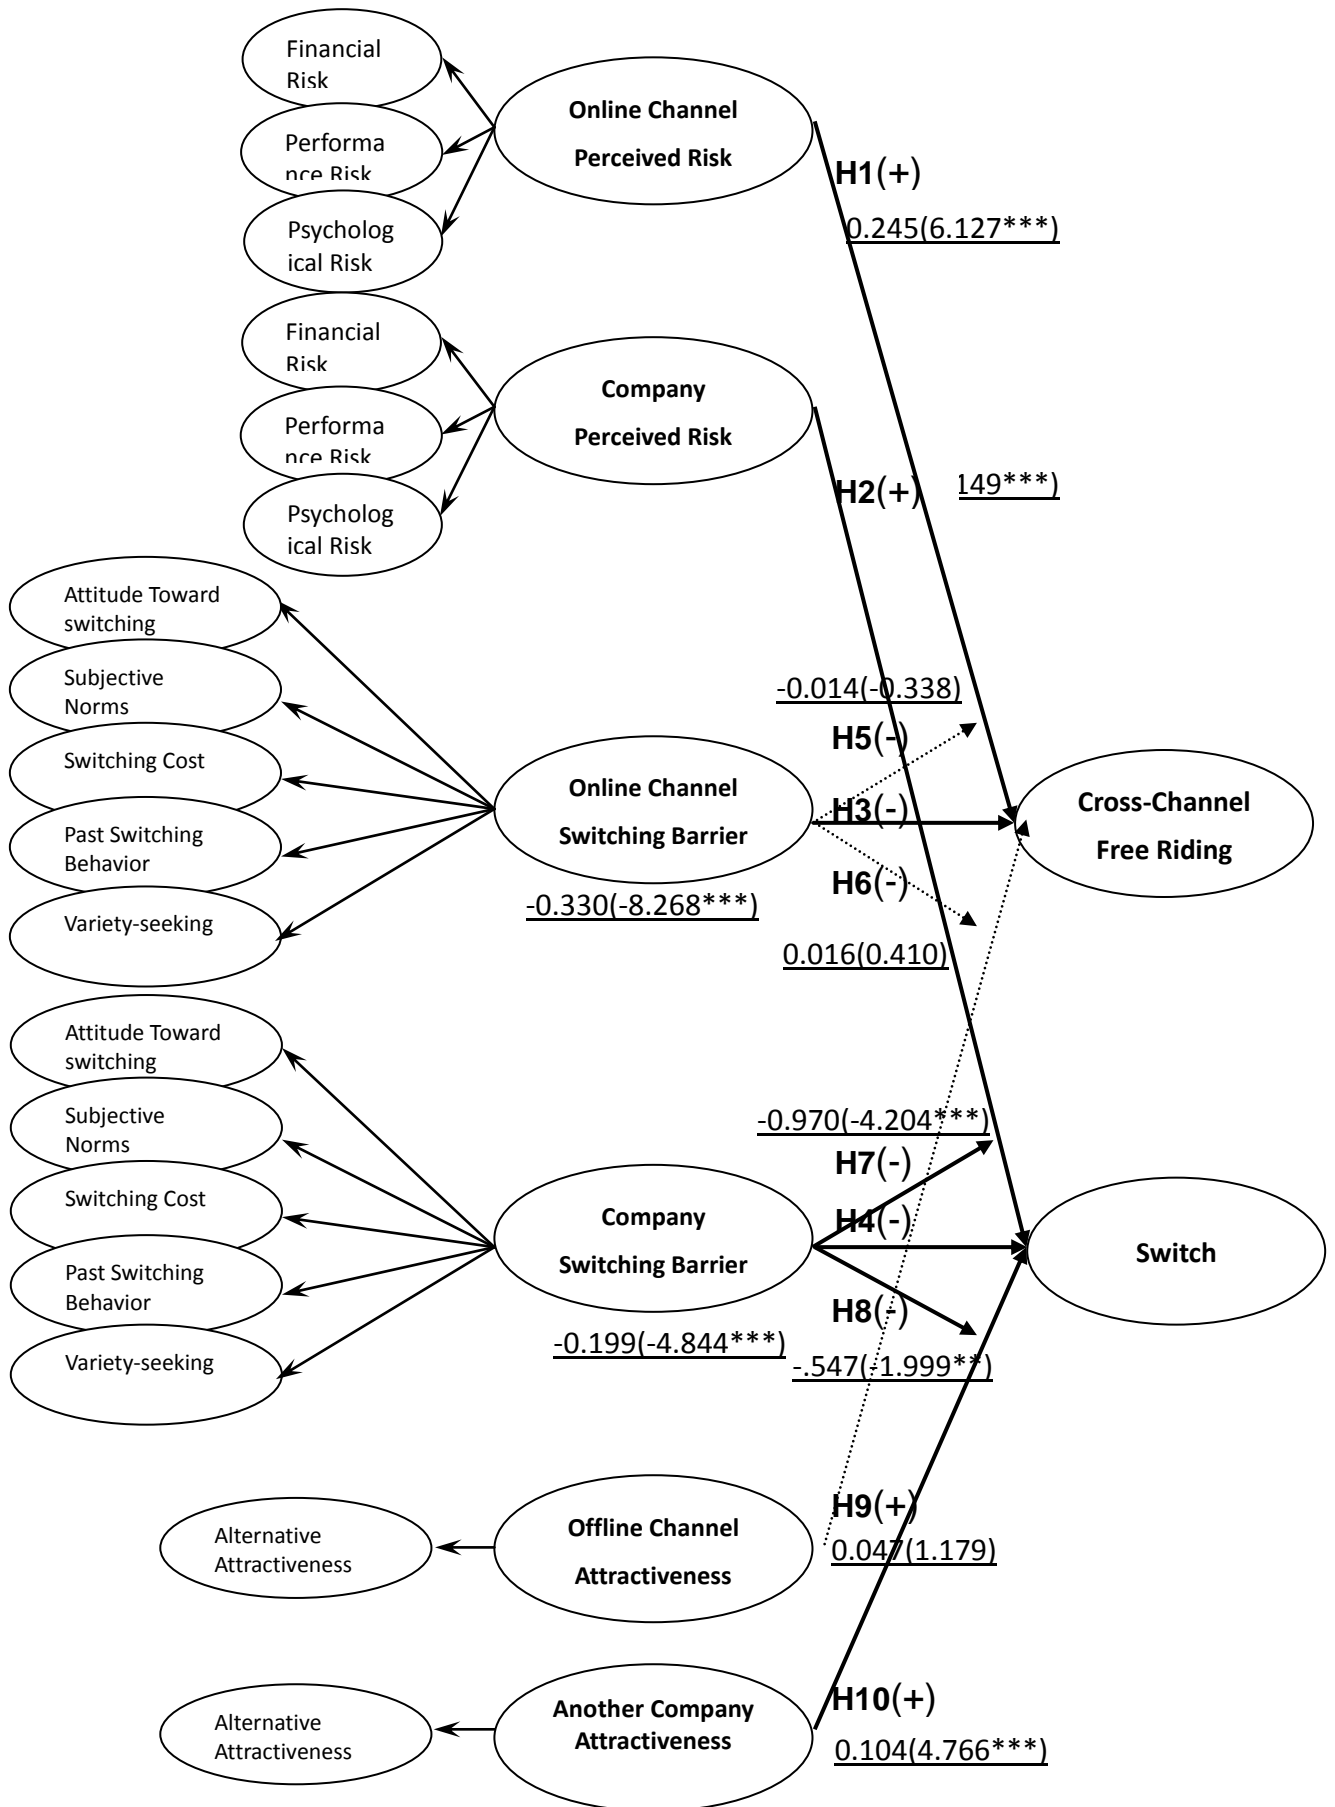 Financial
Risk
Performa
nce Risk
Psycholog
ical Risk
Online Channel
Perceived Risk
H1(+)
0.245(6.127***)
Financial
Risk
Performa
nce Risk
Psycholog
ical Risk
Company
Perceived Risk
H2(+)
149***)
Attitude Toward
switching
Subjective
Norms
Switching Cost
Past Switching
Behavior
Variety-seeking
Online Channel
Switching Barrier
-0.330(-8.268***)
-0.014(-0.338)
H5(-)
H3(-)
H6(-)
0.016(0.410)
Cross-Channel
Free Riding
Attitude Toward
switching
Subjective
Norms
Switching Cost
Past Switching
Behavior
Variety-seeking
Company
Switching Barrier
-0.199(-4.844***)
-0.970(-4.204***)
H7(-)
H4(-)
H8(-)
-.547(-1.999**)
Switch
Alternative
Attractiveness
Offline Channel
Attractiveness
H9(+)
0.047(1.179)
Alternative
Attractiveness
Another Company
Attractiveness
H10(+)
0.104(4.766***)